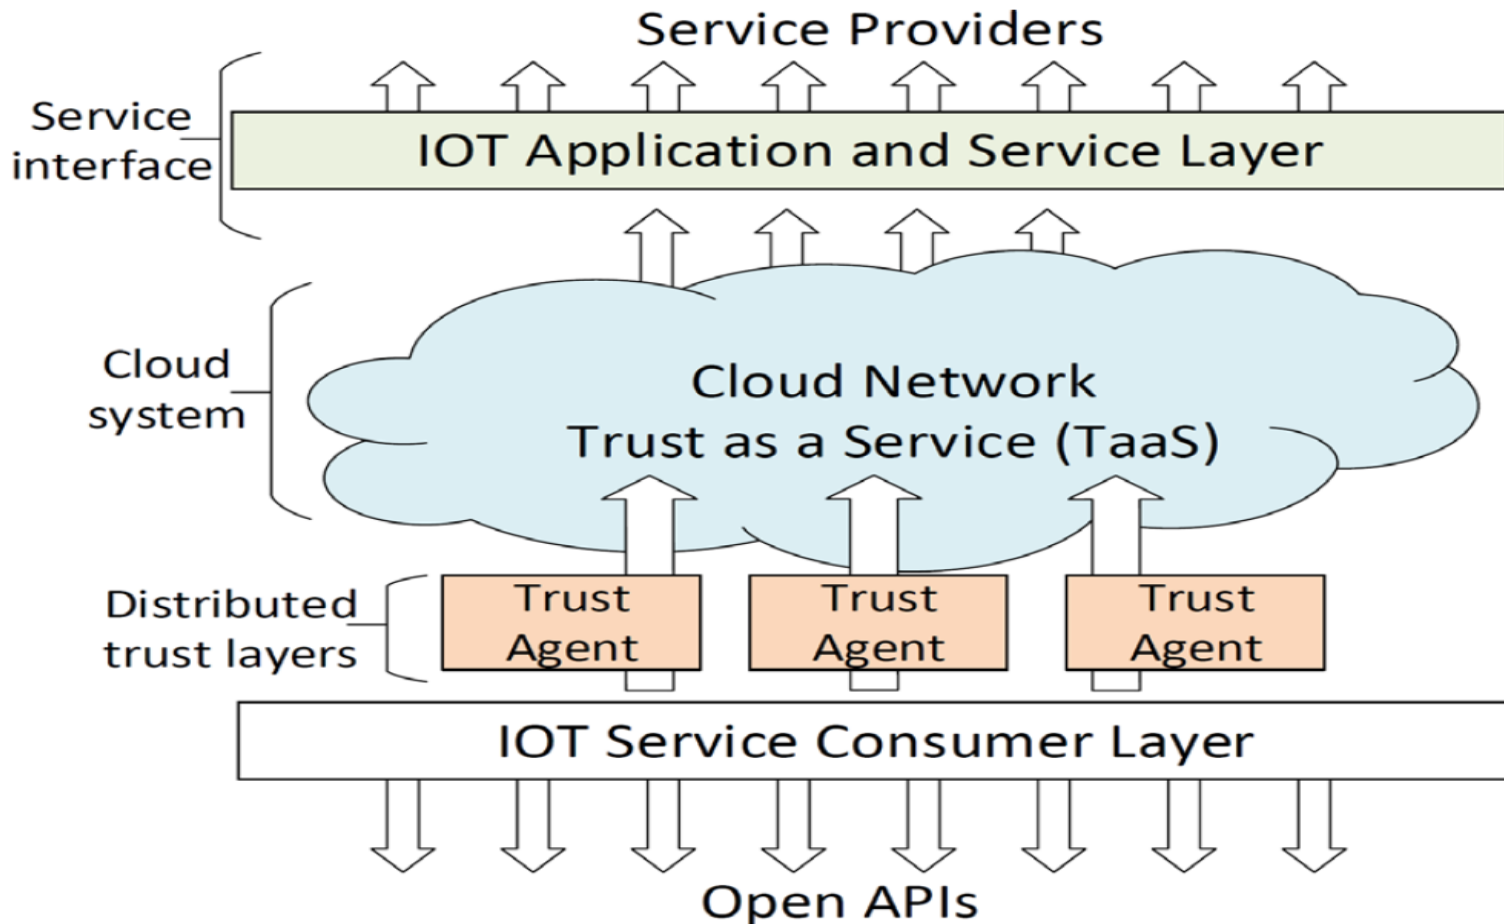 Service Providers
Service
interface
IOT Application and Service Layer
Cloud
system
Cloud Network
Trust as a Service (TaaS)
Distributed
trust layers
Trust
Agent
Trust
Agent
Trust
Agent
IOT Service Consumer Layer
Open APIs